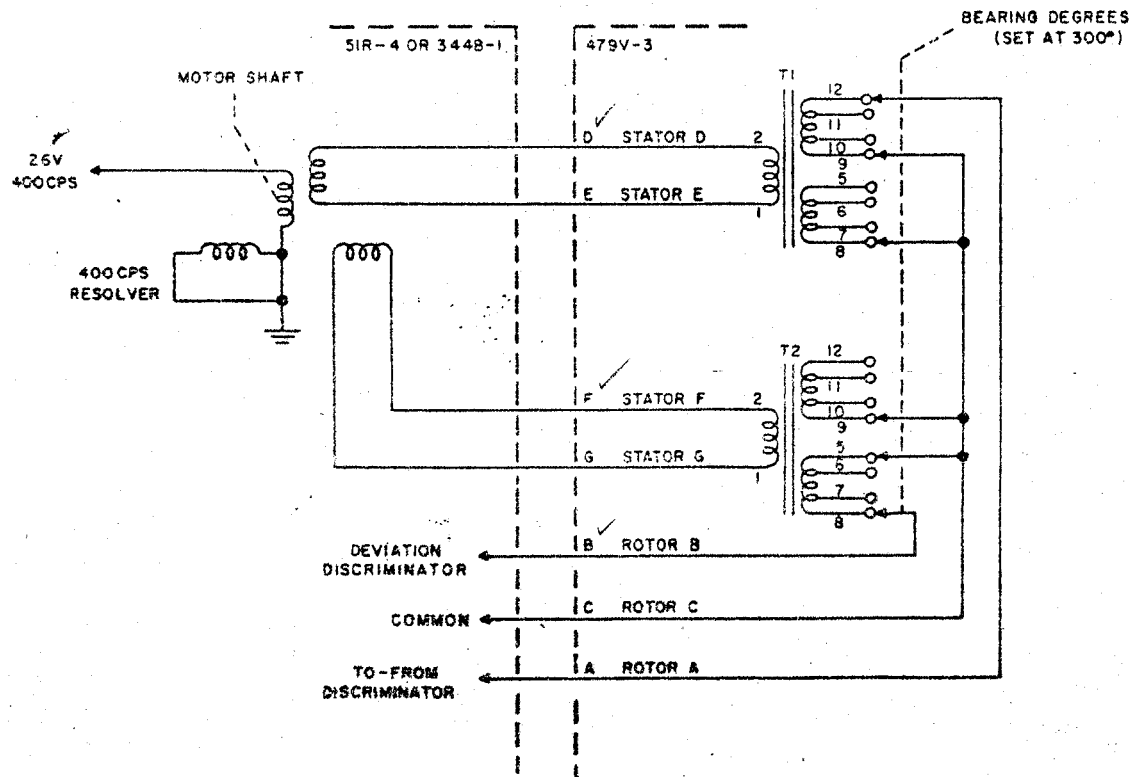 BEARING DEGREES
(SET AT 300°)
51R-4 OR 344B-1
479V-3
MOTOR SHAFT
T1
12
11
10
9
5
6
7
8
26V
400CPS
D STATOR D 2
E STATOR E 1
400CPS
RESOLVER
T2
12
11
10
9
5
6
7
8
F STATOR F 2
G STATOR G 1
B ROTOR B
DEVIATION
DISCRIMINATOR
C ROTOR C
COMMON
A ROTOR A
TO-FROM
DISCRIMINATOR